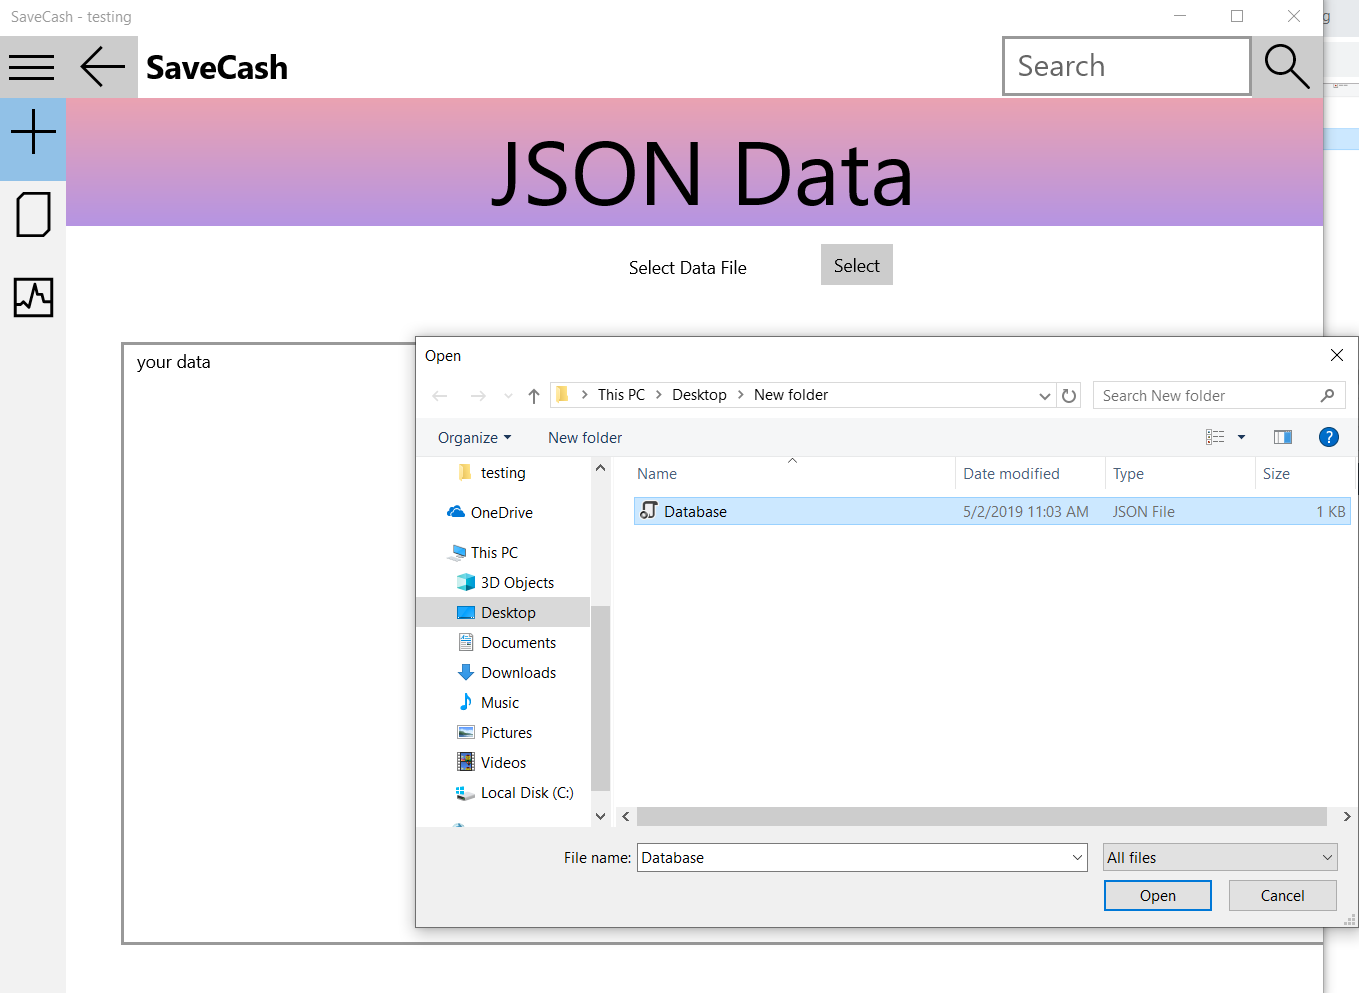 SaveCash - testing
SaveCash
Search
JSON Data
Select Data File
Select
your data
Open
This PC > Desktop > New folder
Search New folder
Organize
New folder
?
testing
OneDrive
This PC
3D Objects
Desktop
Documents
Downloads
Music
Pictures
Videos
Local Disk (C:)
Name Date modified Type Size
Database 5/2/2019 11:03 AM JSON File 1 KB
File name: Database
All files
Open
Cancel